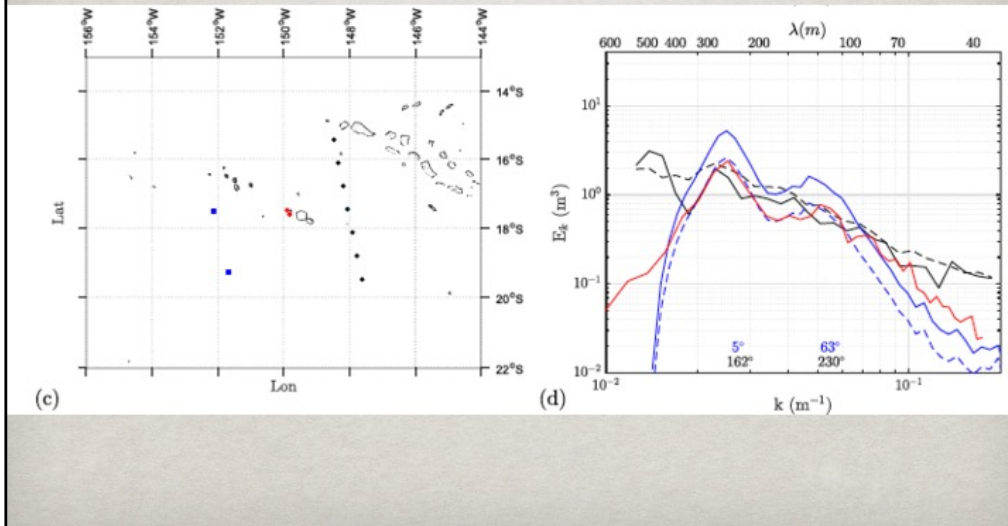 156°W 154°W 152°W 150°W 148°W 146°W 144°W
14°S
16°S
18°S
20°S
22°S
Lat
Lon
(c)
λ(m)
600 500 400 300 200 100 70 40
10¹
10⁰
10⁻¹
10⁻²
E_k (m³)
5° 63°
162° 230°
10⁻² 10⁻¹
k (m⁻¹)
(d)